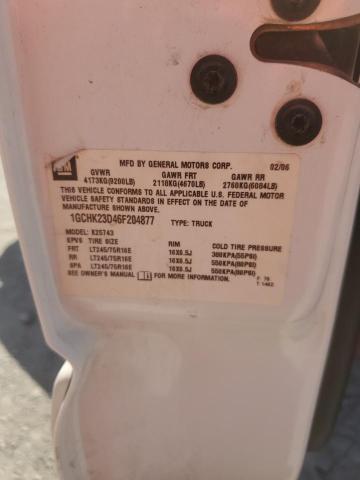 GM
MFD BY GENERAL MOTORS CORP. 02/06
GVWR GAWR FRT GAWR RR
4173KG(9200LB) 2118KG(4670LB) 2760KG(6084LB)
THIS VEHICLE CONFORMS TO ALL APPLICABLE U.S. FEDERAL MOTOR
VEHICLE SAFETY STANDARDS IN EFFECT ON THE DATE OF
MANUFACTURE SHOWN ABOVE.
1GCHK23D46F204877 TYPE: TRUCK
MODEL: K25743
KPS TIRE SIZE RIM COLD TIRE PRESSURE
FRT LT245/75R16E 16X6.5J 380KPA(55PSI)
RR LT245/75R16E 16X6.5J 550KPA(80PSI)
SPA LT245/75R16E 16X6.5J 550KPA(80PSI)
SEE OWNER'S MANUAL FOR MORE INFORMATION.